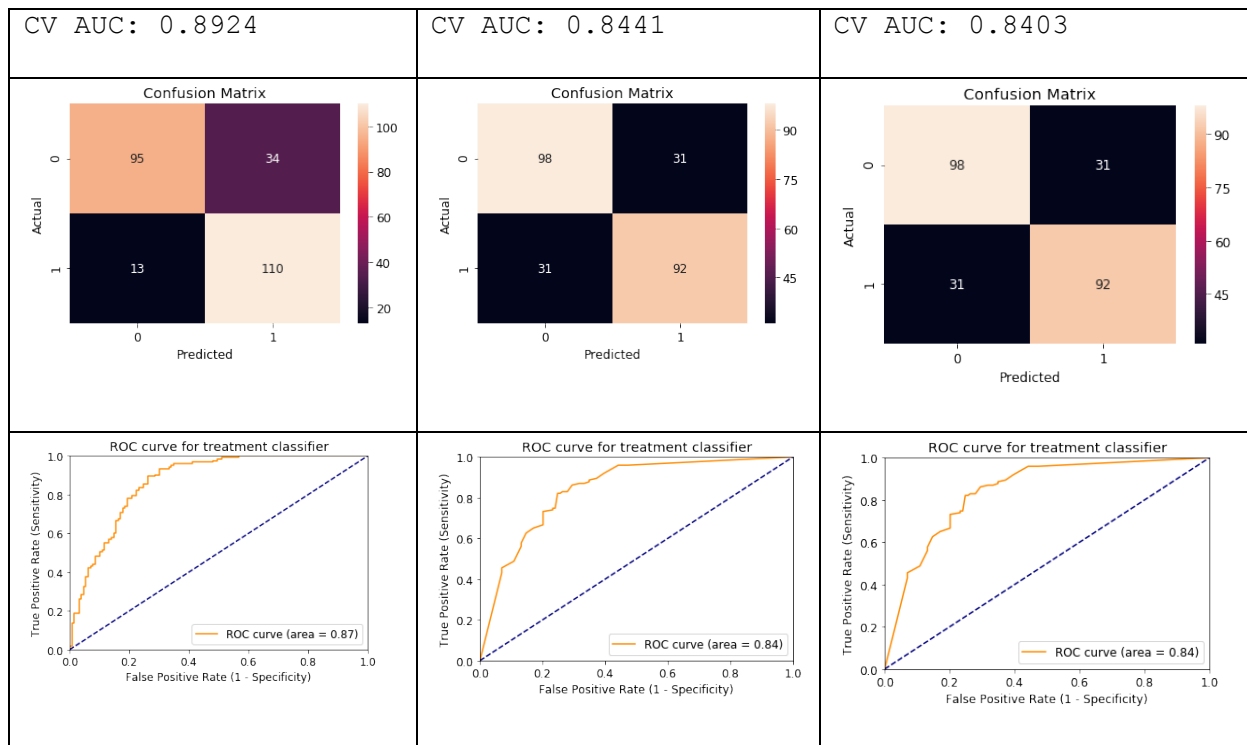 CV AUC: 0.8924
CV AUC: 0.8441
CV AUC: 0.8403
Confusion Matrix
95
34
13
110
0
1
0
1
Actual
Predicted
100
80
60
40
20
Confusion Matrix
98
31
31
92
0
1
0
1
Actual
Predicted
90
75
60
45
Confusion Matrix
98
31
31
92
0
1
0
1
Actual
Predicted
90
75
60
45
ROC curve for treatment classifier
True Positive Rate (Sensitivity)
1.0
0.8
0.6
0.4
0.2
0.0
ROC curve (area = 0.87)
0.0 0.2 0.4 0.6 0.8 1.0
False Positive Rate (1 - Specificity)
ROC curve for treatment classifier
True Positive Rate (Sensitivity)
1.0
0.8
0.6
0.4
0.2
0.0
ROC curve (area = 0.84)
0.0 0.2 0.4 0.6 0.8 1.0
False Positive Rate (1 - Specificity)
ROC curve for treatment classifier
True Positive Rate (Sensitivity)
1.0
0.8
0.6
0.4
0.2
0.0
ROC curve (area = 0.84)
0.0 0.2 0.4 0.6 0.8 1.0
False Positive Rate (1 - Specificity)